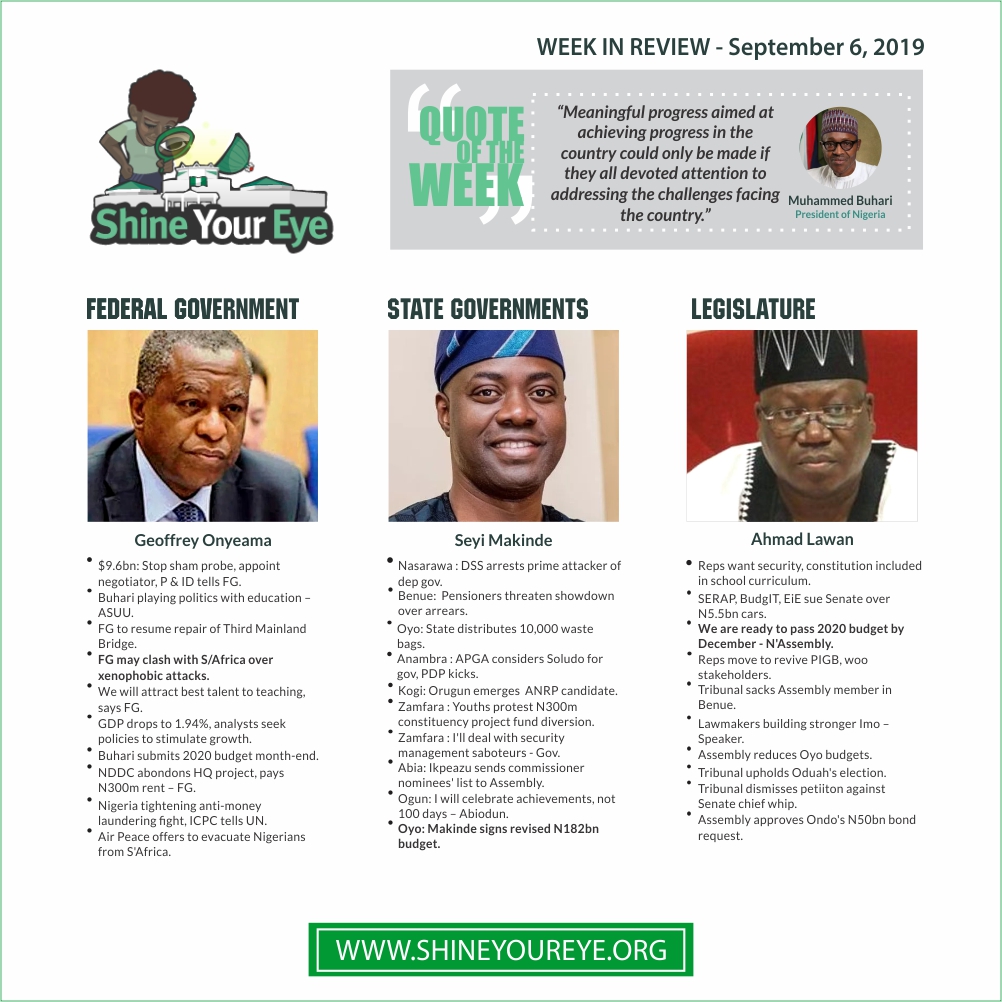 WEEK IN REVIEW - September 6, 2019
Shine Your Eye
QUOTE
OF THE
WEEK
“Meaningful progress aimed at
achieving progress in the
country could only be made if
they all devoted attention to
addressing the challenges facing
the country.”
Muhammed Buhari
President of Nigeria
FEDERAL GOVERNMENT
Geoffrey Onyeama
• $9.6bn: Stop sham probe, appoint
negotiator, P & ID tells FG.
• Buhari playing politics with education –
ASUU.
• FG to resume repair of Third Mainland
Bridge.
• FG may clash with S/Africa over
xenophobic attacks.
• We will attract best talent to teaching,
says FG.
• GDP drops to 1.94%, analysts seek
policies to stimulate growth.
• Buhari submits 2020 budget month-end.
• NDDC abondons HQ project, pays
N300m rent – FG.
• Nigeria tightening anti-money
laundering fight, ICPC tells UN.
• Air Peace offers to evacuate Nigerians
from S'Africa.
STATE GOVERNMENTS
Seyi Makinde
• Nasarawa : DSS arrests prime attacker of
dep gov.
• Benue: Pensioners threaten showdown
over arrears.
• Oyo: State distributes 10,000 waste
bags.
• Anambra : APGA considers Soludo for
gov, PDP kicks.
• Kogi: Orugun emerges ANRP candidate.
• Zamfara : Youths protest N300m
constituency project fund diversion.
• Zamfara : I'll deal with security
management saboteurs - Gov.
• Abia: Ikpeazu sends commissioner
nominees' list to Assembly.
• Ogun: I will celebrate achievements, not
100 days – Abiodun.
• Oyo: Makinde signs revised N182bn
budget.
LEGISLATURE
Ahmad Lawan
• Reps want security, constitution included
in school curriculum.
• SERAP, BudgIT, EiE sue Senate over
N5.5bn cars.
• We are ready to pass 2020 budget by
December - N'Assembly.
• Reps move to revive PIGB, woo
stakeholders.
• Tribunal sacks Assembly member in
Benue.
• Lawmakers building stronger Imo –
Speaker.
• Assembly reduces Oyo budgets.
• Tribunal upholds Oduah's election.
• Tribunal dismisses petiiton against
Senate chief whip.
• Assembly approves Ondo's N50bn bond
request.
WWW.SHINEYOUREYE.ORG